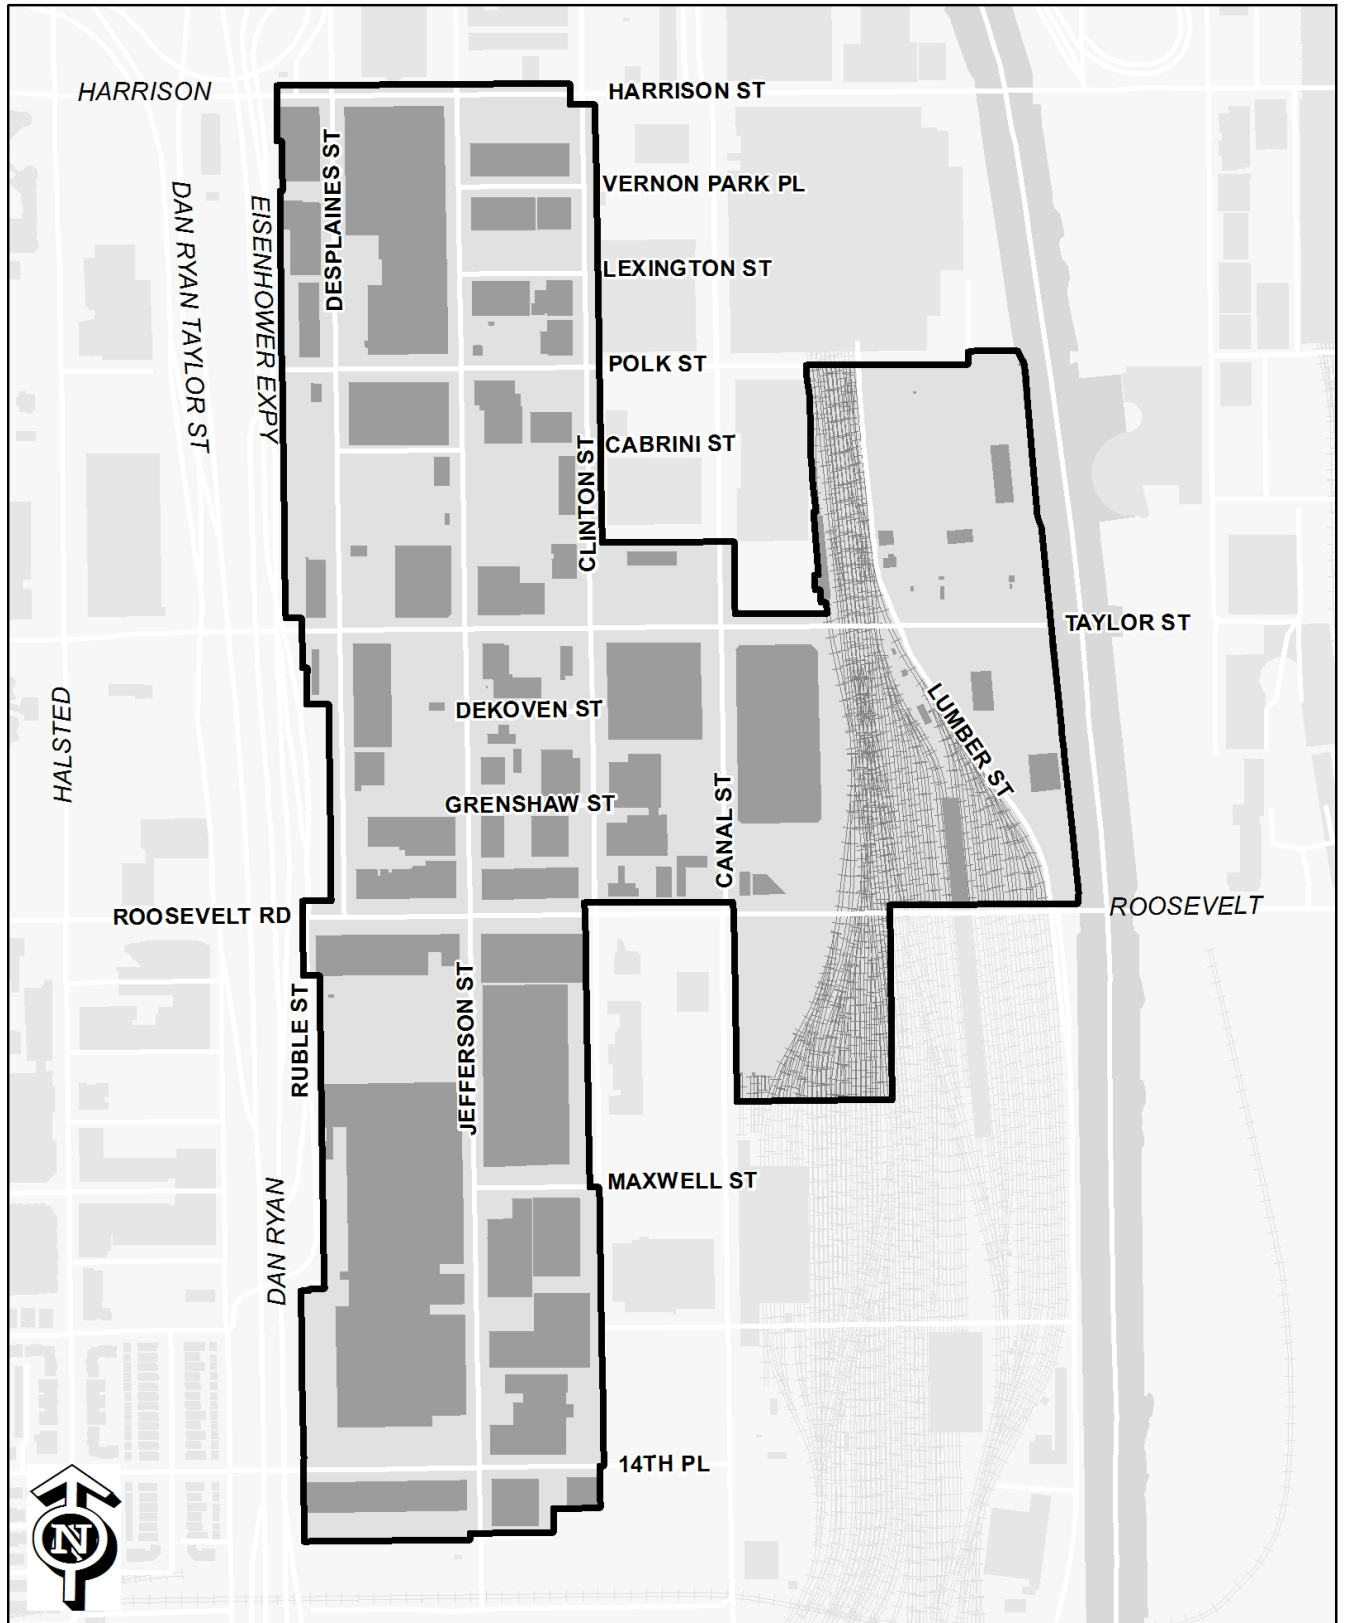 HARRISON
HARRISON ST
DESPLAINES ST
VERNON PARK PL
DAN RYAN TAYLOR ST
EISENHOWER EXPY
LEXINGTON ST
POLK ST
CABRINI ST
CLINTON ST
TAYLOR ST
HALSTED
DEKOVEN ST
LUMBER ST
GRENSHAW ST
CANAL ST
ROOSEVELT RD
ROOSEVELT
RUBLE ST
JEFFERSON ST
MAXWELL ST
DAN RYAN
14TH PL
N